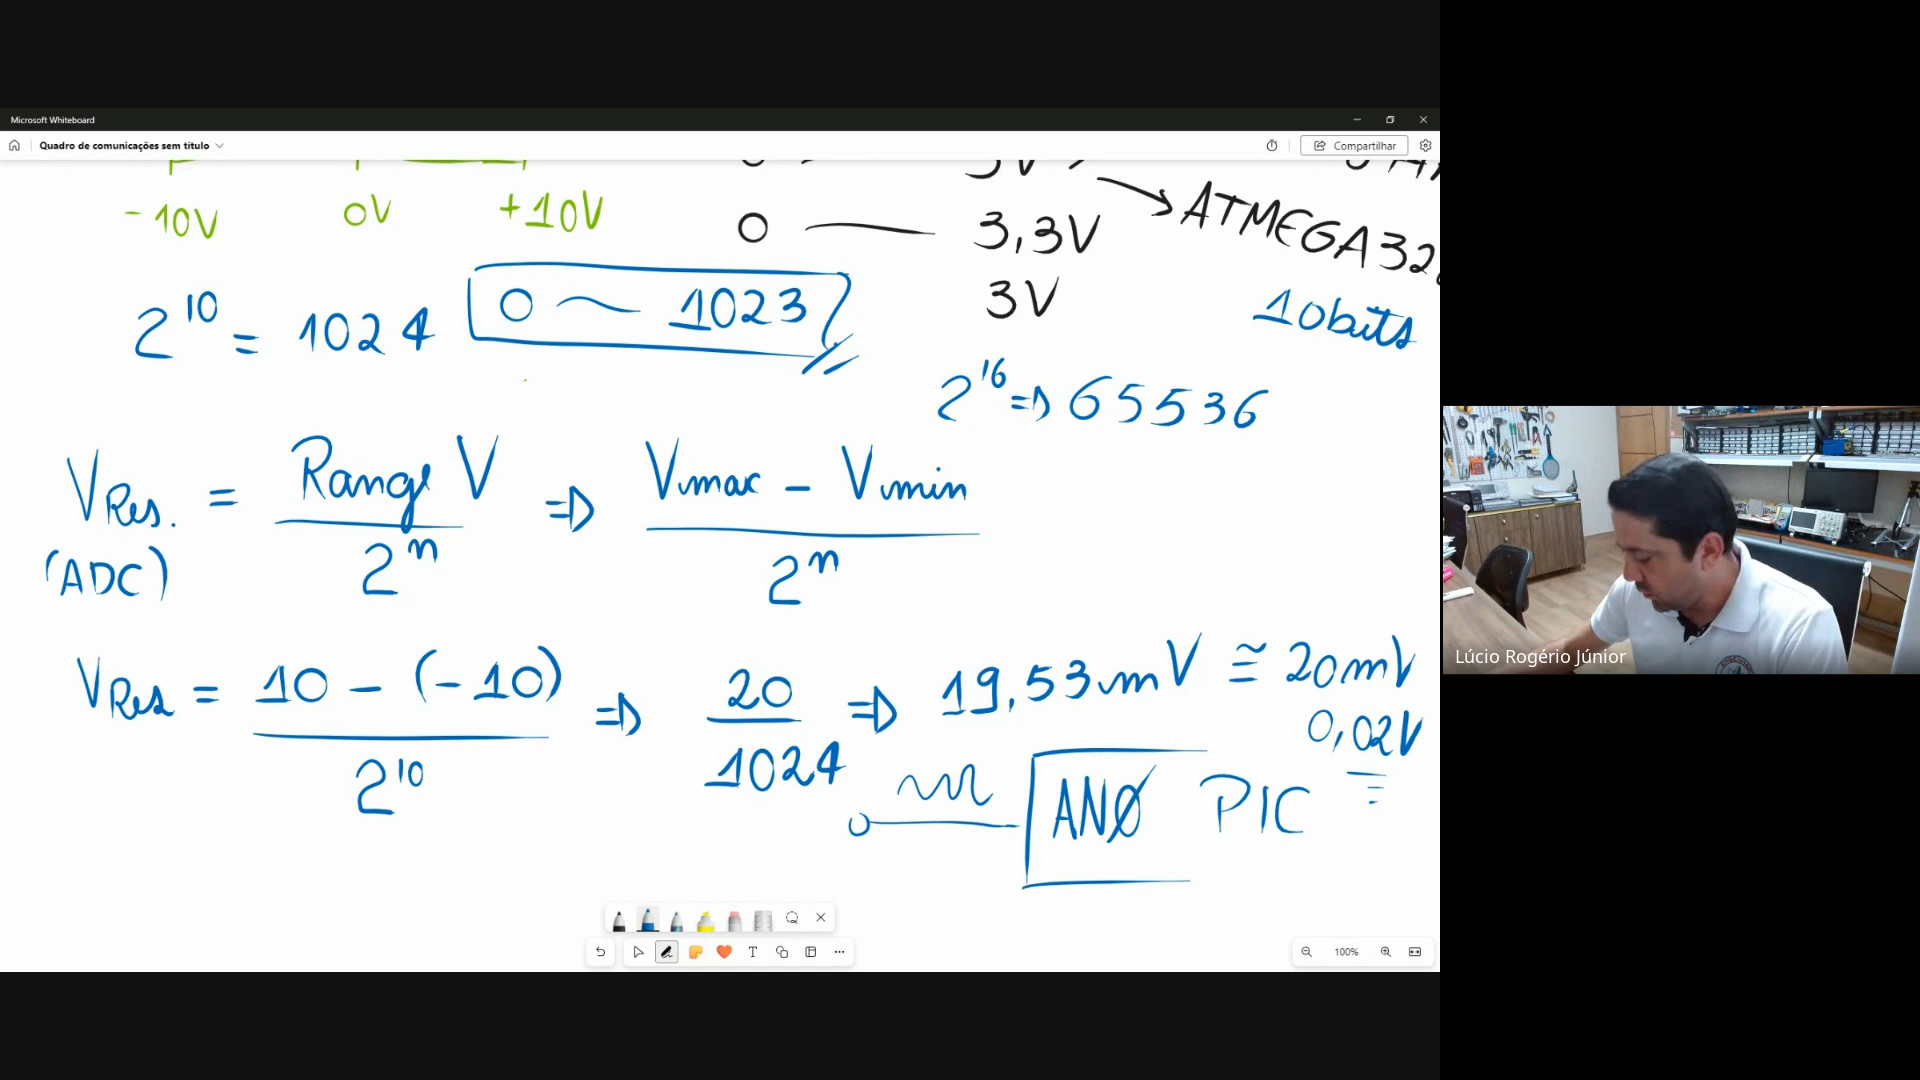 Microsoft Whiteboard
Quadro de comunicações sem título
Compartilhar
-10V 0V +10V
0 3,3V
3V
ATMEGA32
10bits
2^10 = 1024 0 ~ 1023
2^16 => 65536
VRes. = Range V / 2^n => Vmax - Vmin / 2^n
(ADC)
VRes = 10 - (-10) / 2^10 => 20 / 1024 => 19,53mV ≅ 20mV
0,02V
AN0 PIC
100%
Lúcio Rogério Júnior